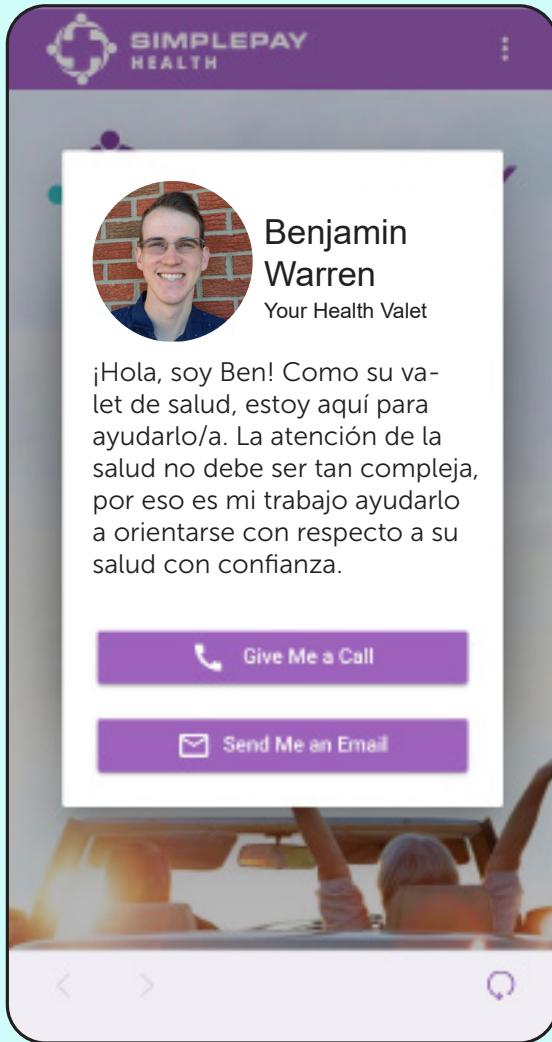 SIMPLEPAY
HEALTH
Benjamin
Warren
Your Health Valet
¡Hola, soy Ben! Como su va-
let de salud, estoy aquí para
ayudarlo/a. La atención de la
salud no debe ser tan compleja,
por eso es mi trabajo ayudarlo
a orientarse con respecto a su
salud con confianza.
Give Me a Call
Send Me an Email